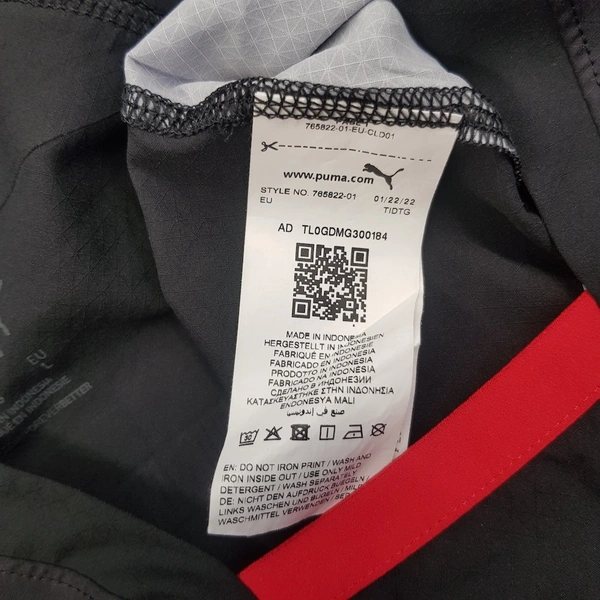 765822-01-EU-CLD01
www.puma.com
STYLE NO. 765822-01 01/22/22
EU TIDTG
AD TL0GDMG300184
MADE IN INDONESIA
HERGESTELLT IN INDONESIEN
FABRIQUÉ EN INDONESIA
FABRICADO EN INDONESIA
PRODOTTO IN INDONESIA
FABRICADO NA INDONÉSIA
СДЕЛАНО В ИНДОНЕЗИИ
ΚΑΤΑΣΚΕΥΑΣΤΗΚΕ ΣΤΗΝ ΙΝΔΟΝΗΣΙΑ
ENDONESYA MALI
صنع في إندونيسيا
30
EN: DO NOT IRON PRINT / WASH AND
IRON INSIDE OUT / USE ONLY MILD
DETERGENT / WASH SEPARATELY
DE: NICHT DEN AUFDRUCK BÜGELN /
LINKS WASCHEN UND BÜGELN / MILDES
WASCHMITTEL VERWENDEN /
EU
L